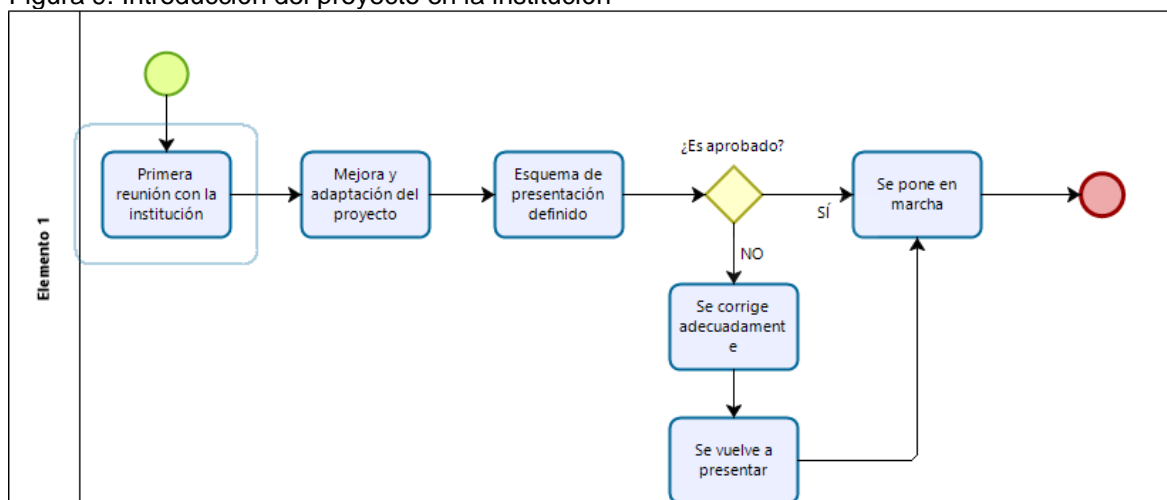 Figura 9. Introducción del proyecto en la institución
Elemento 1
Primera
reunión con la
institución
Mejora y
adaptación del
proyecto
Esquema de
presentación
definido
¿Es aprobado?
SÍ
Se pone en
marcha
NO
Se corrige
adecuadament
e
Se vuelve a
presentar